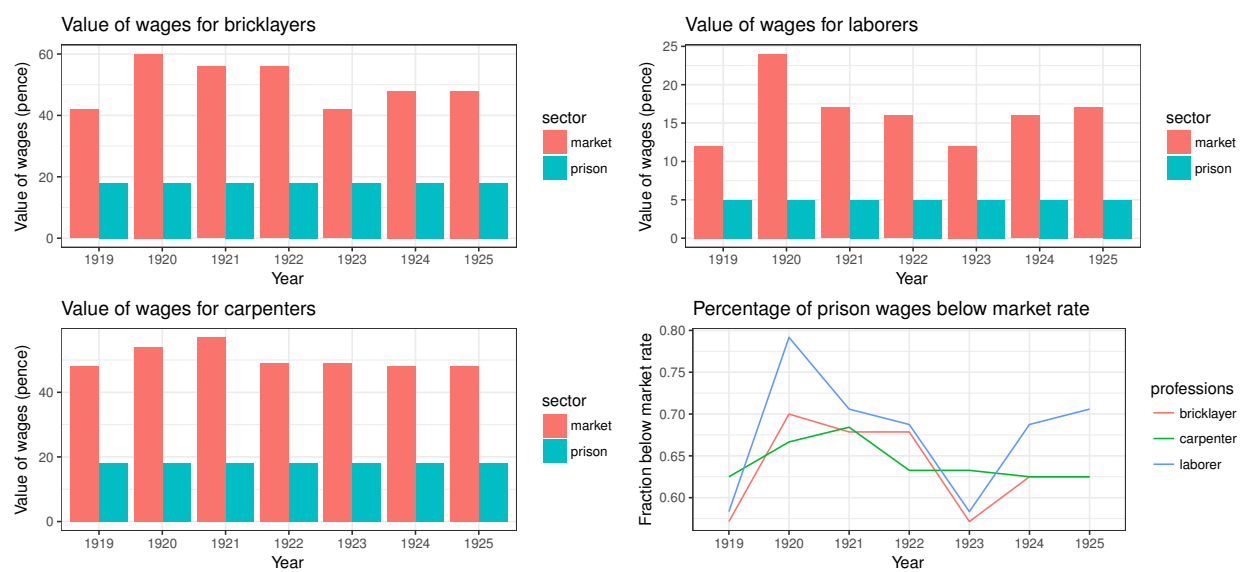 Value of wages for bricklayers
Value of wages (pence)
60
40
20
0
1919 1920 1921 1922 1923 1924 1925
Year
sector
market
prison
Value of wages for laborers
Value of wages (pence)
25
20
15
10
5
0
1919 1920 1921 1922 1923 1924 1925
Year
sector
market
prison
Value of wages for carpenters
Value of wages (pence)
40
20
0
1919 1920 1921 1922 1923 1924 1925
Year
sector
market
prison
Percentage of prison wages below market rate
Fraction below market rate
0.80
0.75
0.70
0.65
0.60
1919 1920 1921 1922 1923 1924 1925
Year
professions
bricklayer
carpenter
laborer